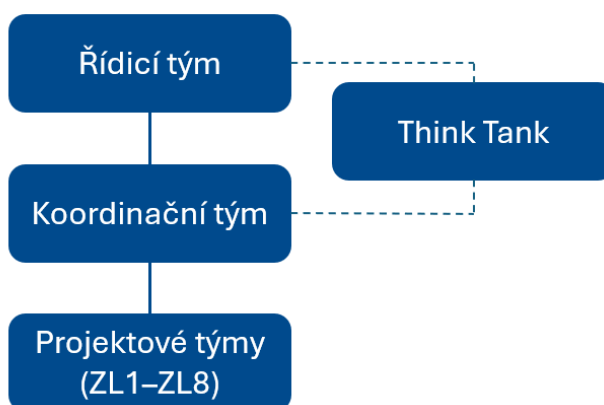 Řídicí tým
Think Tank
Koordinační tým
Projektové týmy
(ZL1–ZL8)